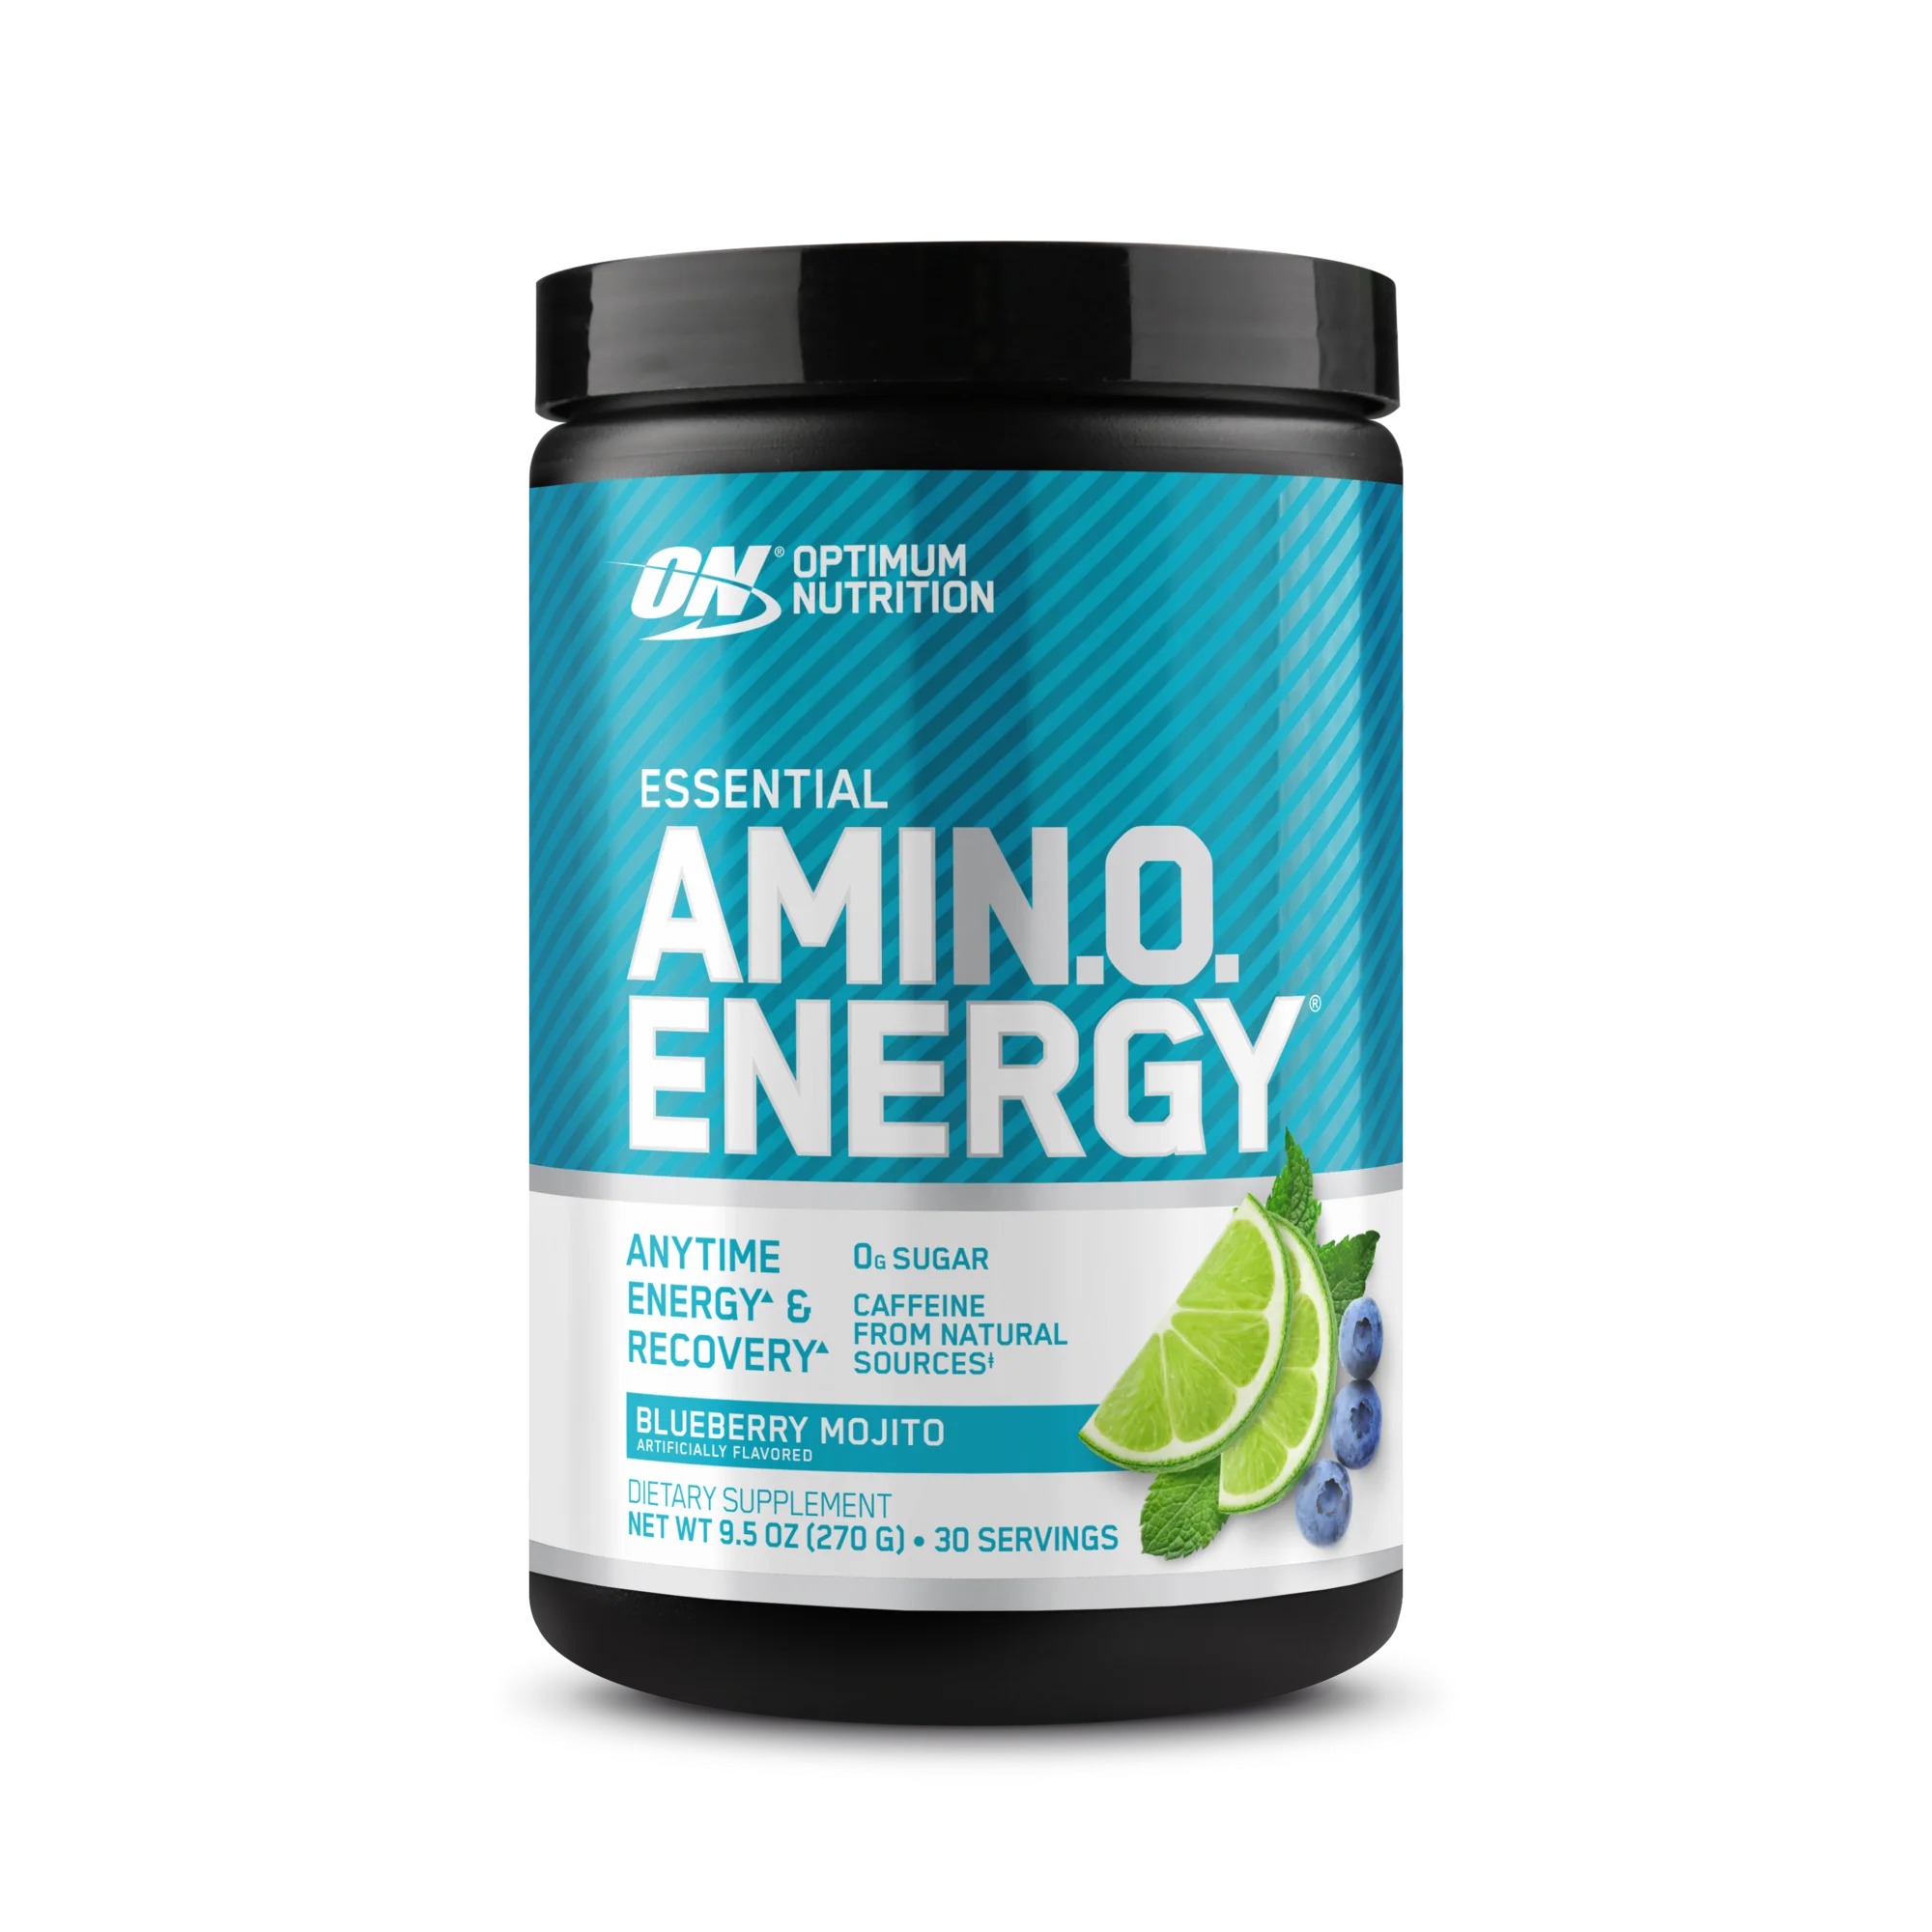 ON® OPTIMUM
NUTRITION
ESSENTIAL
AMIN.O.
ENERGY®
ANYTIME
ENERGY▲ &
RECOVERY▲
0G SUGAR
CAFFEINE
FROM NATURAL
SOURCES‡
BLUEBERRY MOJITO
ARTIFICIALLY FLAVORED
DIETARY SUPPLEMENT
NET WT 9.5 OZ (270 G) • 30 SERVINGS